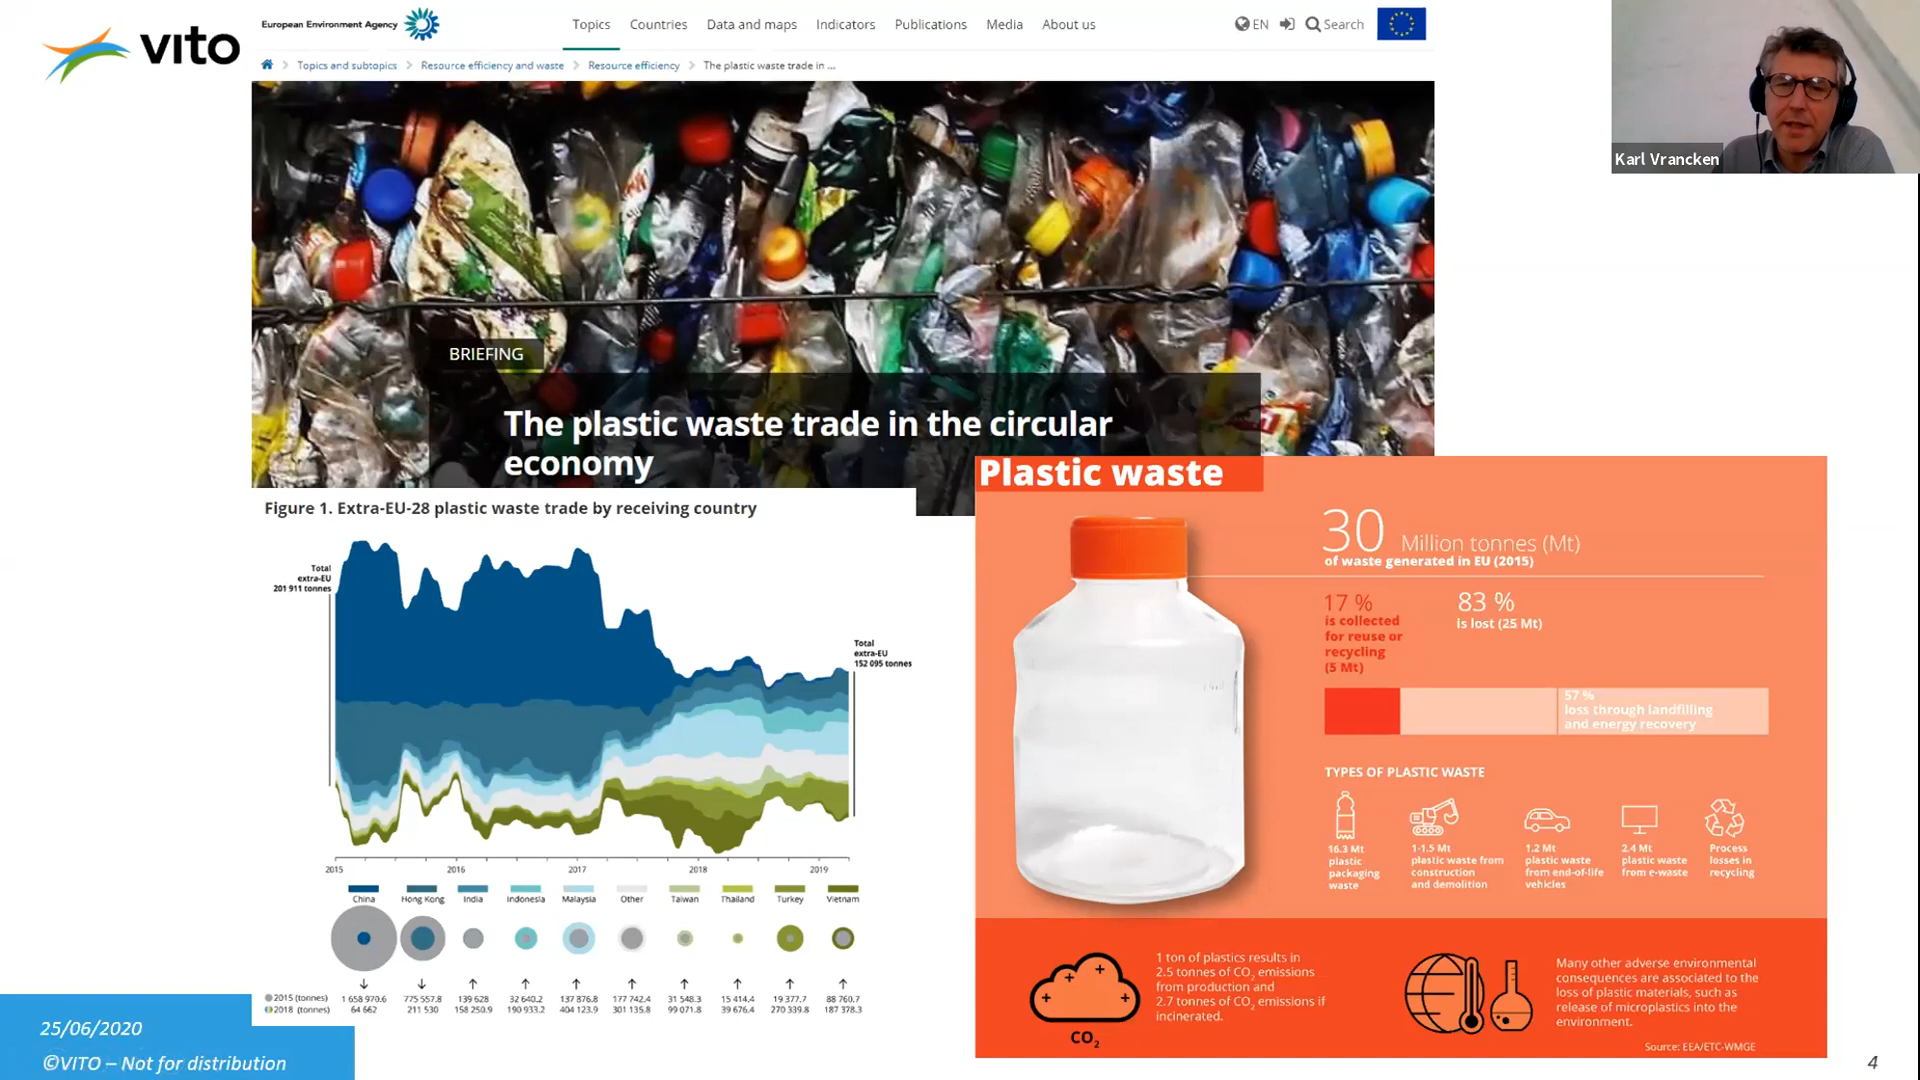 vito
European Environment Agency
Topics Countries Data and maps Indicators Publications Media About us
EN Search
Topics and subtopics Resource efficiency and waste Resource efficiency The plastic waste trade in ...
Karl Vrancken
BRIEFING
The plastic waste trade in the circular
economy
Figure 1. Extra-EU-28 plastic waste trade by receiving country
Total
extra-EU
201 911 tonnes
Total
extra-EU
152 095 tonnes
2015 2016 2017 2018 2019
China Hong Kong India Indonesia Malaysia Other Taiwan Thailand Turkey Vietnam
2015 (tonnes) 1 658 970.6 775 557.8 139 628 32 640.2 137 876.8 177 742.4 31 548.3 15 414.4 19 377.7 88 760.7
2018 (tonnes) 64 662 211 530 158 250.9 190 933.2 404 123.9 301 135.8 99 071.8 39 676.4 270 339.8 187 378.3
Plastic waste
30 Million tonnes (Mt)
of waste generated in EU (2015)
17 %
is collected
for reuse or
recycling
(5 Mt)
83 %
is lost (25 Mt)
57 %
loss through landfilling
and energy recovery
TYPES OF PLASTIC WASTE
16.3 Mt
plastic
packaging
waste
1-1.5 Mt
plastic waste from
construction
and demolition
1.2 Mt
plastic waste
from end-of-life
vehicles
2.4 Mt
plastic waste
from e-waste
Process
losses in
recycling
CO2
1 ton of plastics results in
2.5 tonnes of CO2 emissions
from production and
2.7 tonnes of CO2 emissions if
incinerated.
Many other adverse environmental
consequences are associated to the
loss of plastic materials, such as
release of microplastics into the
environment.
Source: EEA/ETC-WMGE
25/06/2020
©VITO – Not for distribution
4